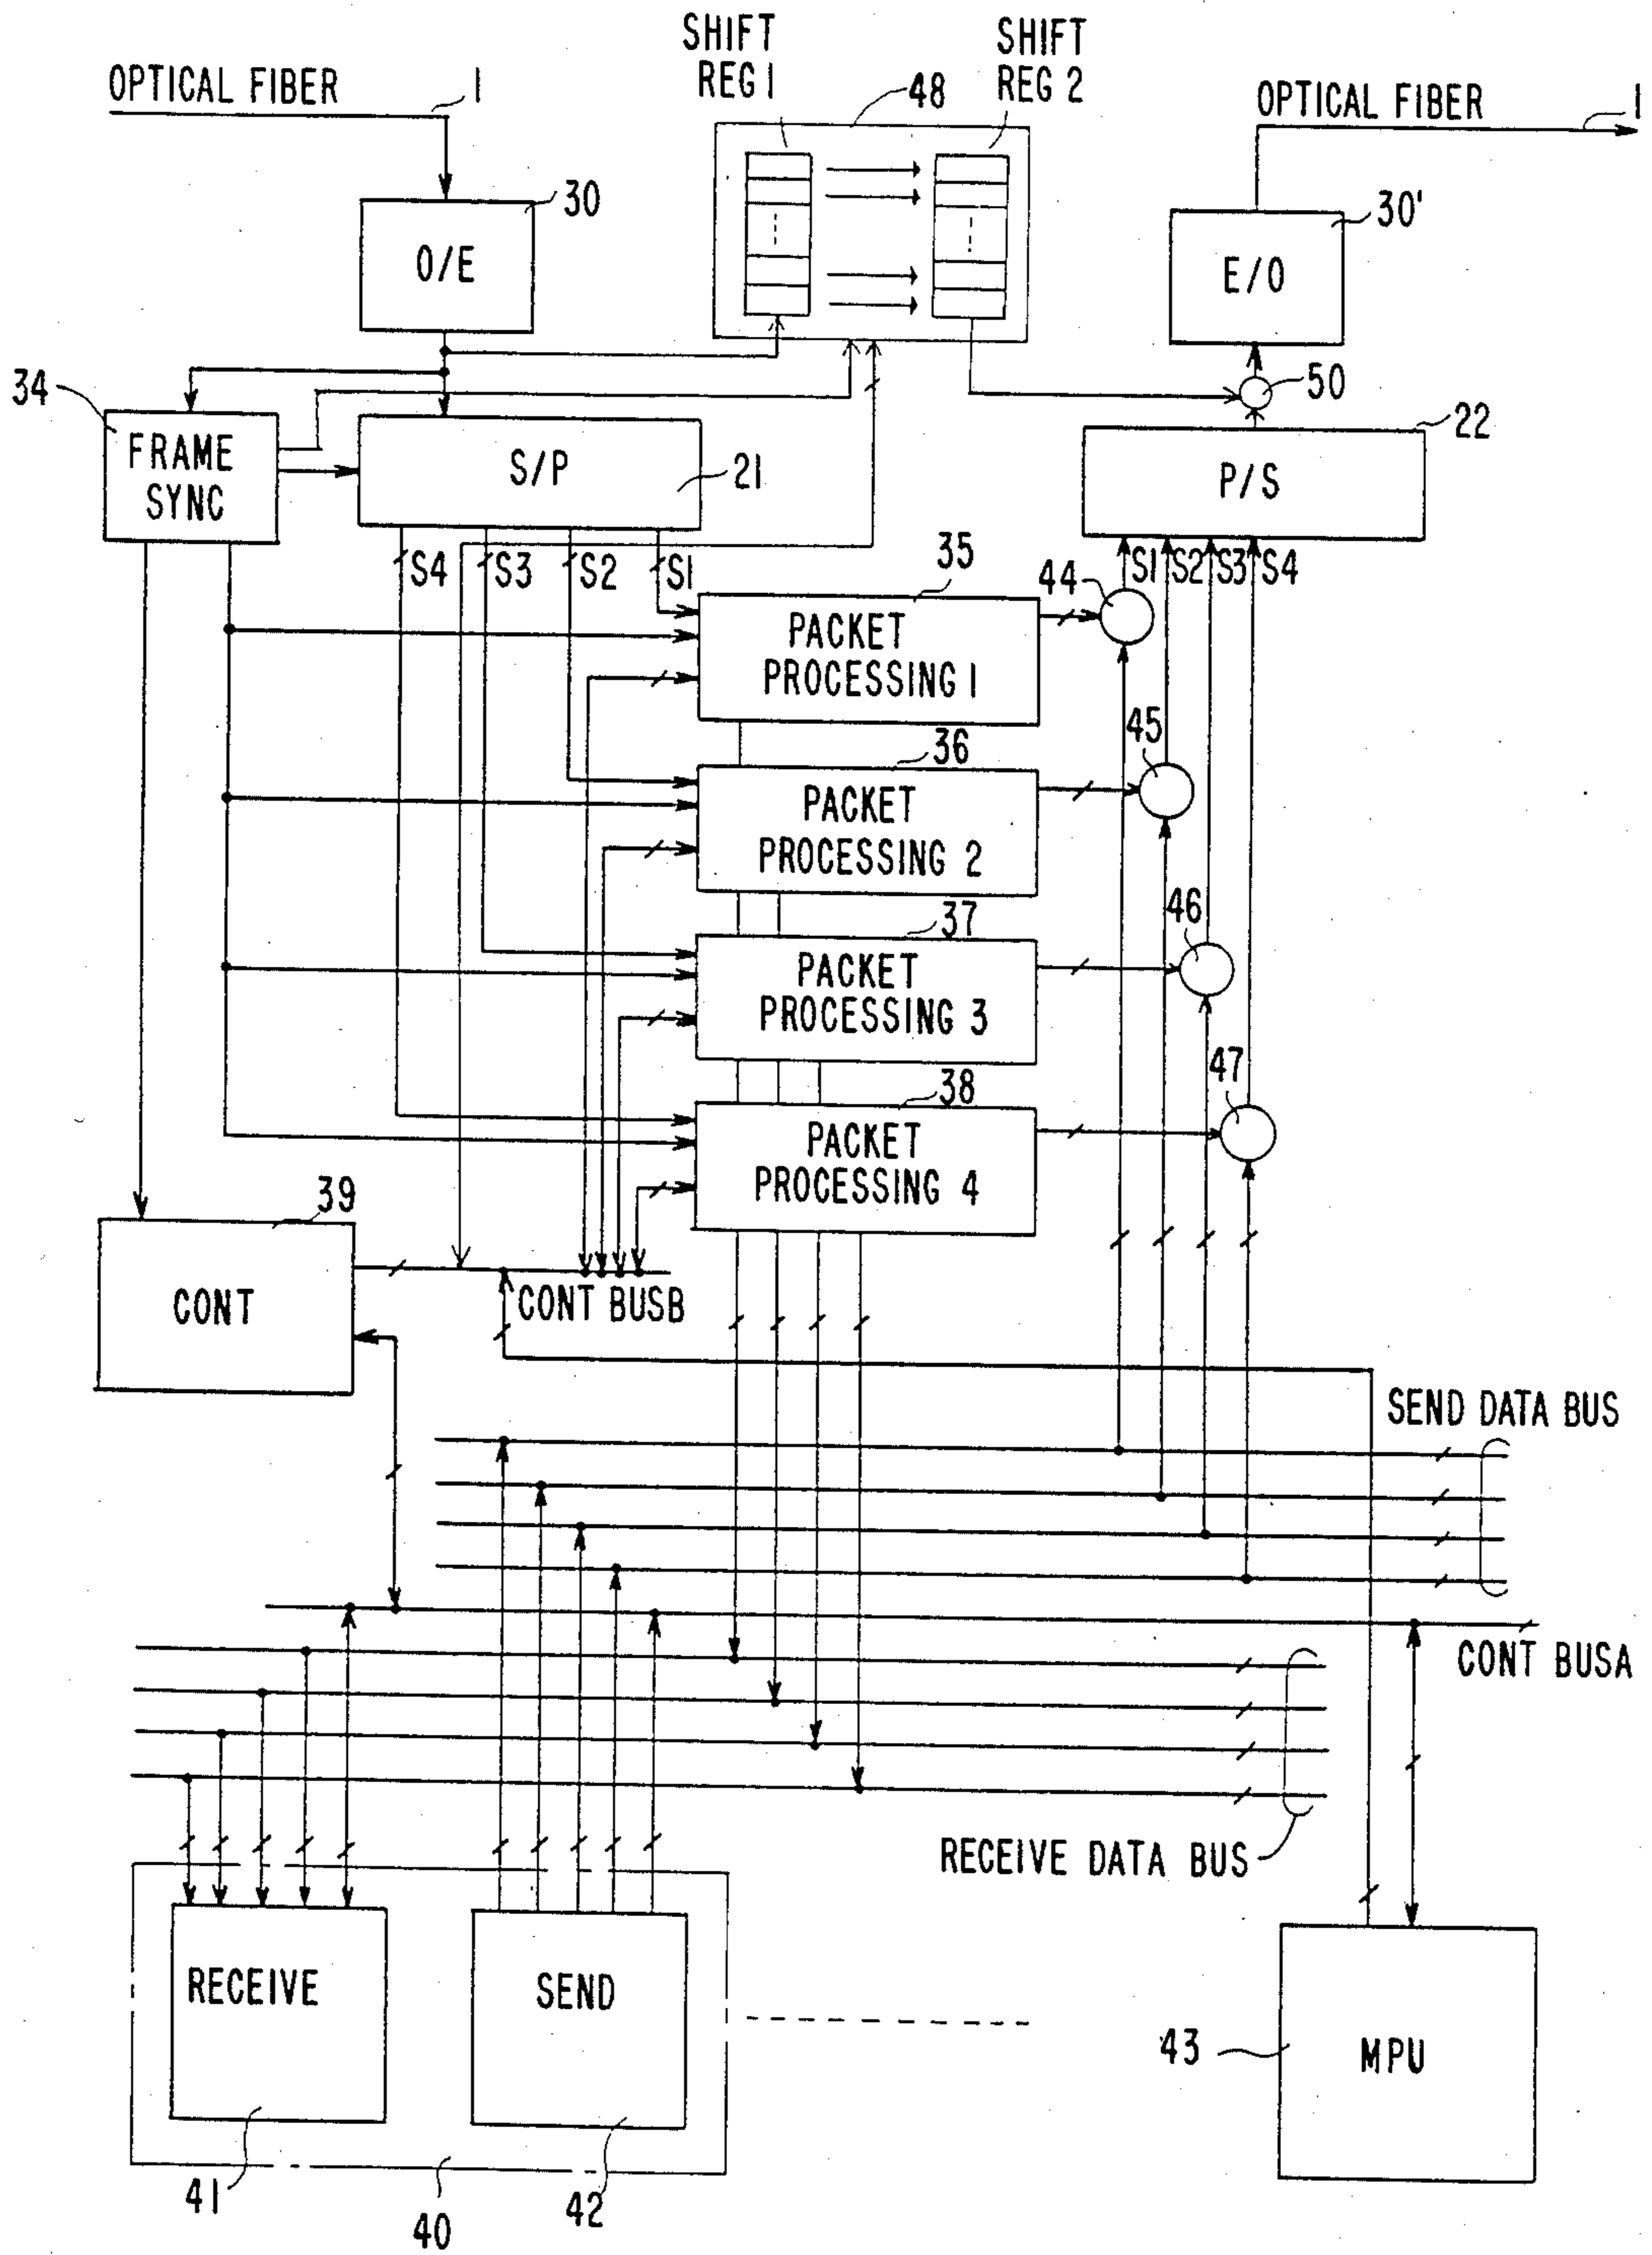 SHIFT
REG 1
SHIFT
REG 2
OPTICAL FIBER
1
48
OPTICAL FIBER
1
30
O/E
30'
E/O
34
FRAME
SYNC
S/P
21
50
22
P/S
S4
S3
S2
S1
S1
S2
S3
S4
35
44
PACKET
PROCESSING 1
36
45
PACKET
PROCESSING 2
37
46
PACKET
PROCESSING 3
38
47
PACKET
PROCESSING 4
39
CONT
CONT BUSB
SEND DATA BUS
CONT BUSA
RECEIVE DATA BUS
RECEIVE
SEND
43
MPU
41
40
42